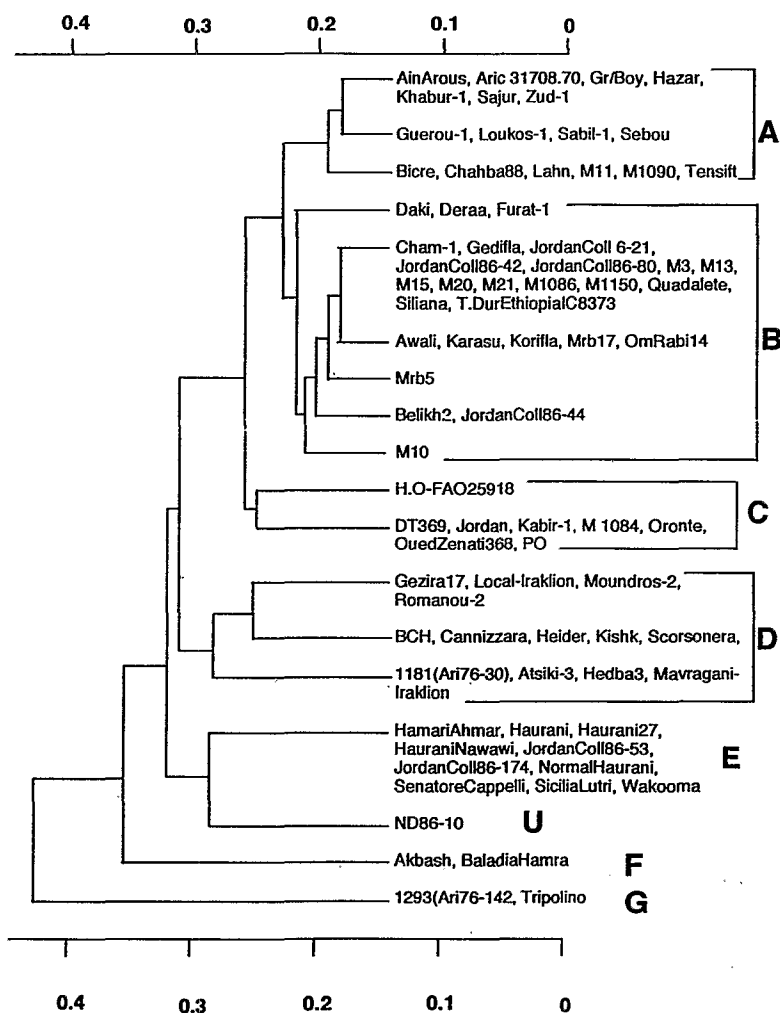 0.4 0.3 0.2 0.1 0
AinArous, Aric 31708.70, Gr/Boy, Hazar,
Khabur-1, Sajur, Zud-1
A
Guerou-1, Loukos-1, Sabil-1, Sebou
Bicre, Chahba88, Lahn, M11, M1090, Tensift
Daki, Deraa, Furat-1
Cham-1, Gedifla, JordanColl 6-21,
JordanColl86-42, JordanColl86-80, M3, M13,
M15, M20, M21, M1086, M1150, Quadalete,
Siliana, T.DurEthiopialC8373
B
Awali, Karasu, Korifla, Mrb17, OmRabi14
Mrb5
Belikh2, JordanColl86-44
M10
H.O-FAO25918
C
DT369, Jordan, Kabir-1, M 1084, Oronte,
OuedZenati368, PO
Gezira17, Local-Iraklion, Moundros-2,
Romanou-2
BCH, Cannizzara, Heider, Kishk, Scorsonera,
D
1181(Ari76-30), Atsiki-3, Hedba3, Mavragani-
Iraklion
HamariAhmar, Haurani, Haurani27,
HauraniNawawi, JordanColl86-53,
JordanColl86-174, NormalHaurani,
SenatoreCappelli, SiciliaLutri, Wakooma
E
ND86-10 U
Akbash, BaladiaHamra F
1293(Ari76-142, Tripolino G
0.4 0.3 0.2 0.1 0